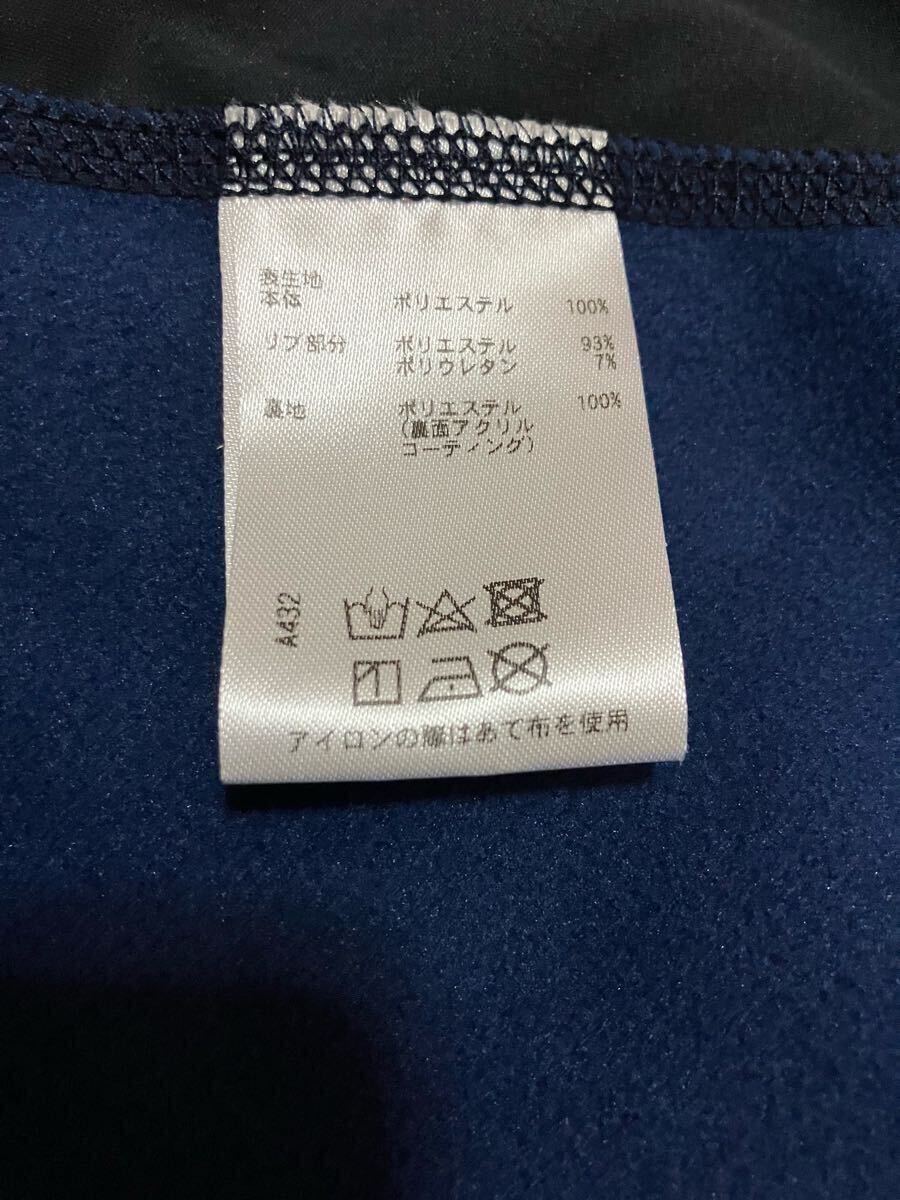 表生地
本体 ポリエステル 100%
リブ部分 ポリエステル 93%
ポリウレタン 7%
裏地 ポリエステル 100%
(裏面アクリル
コーティング)
A432
アイロンの際はあて布を使用